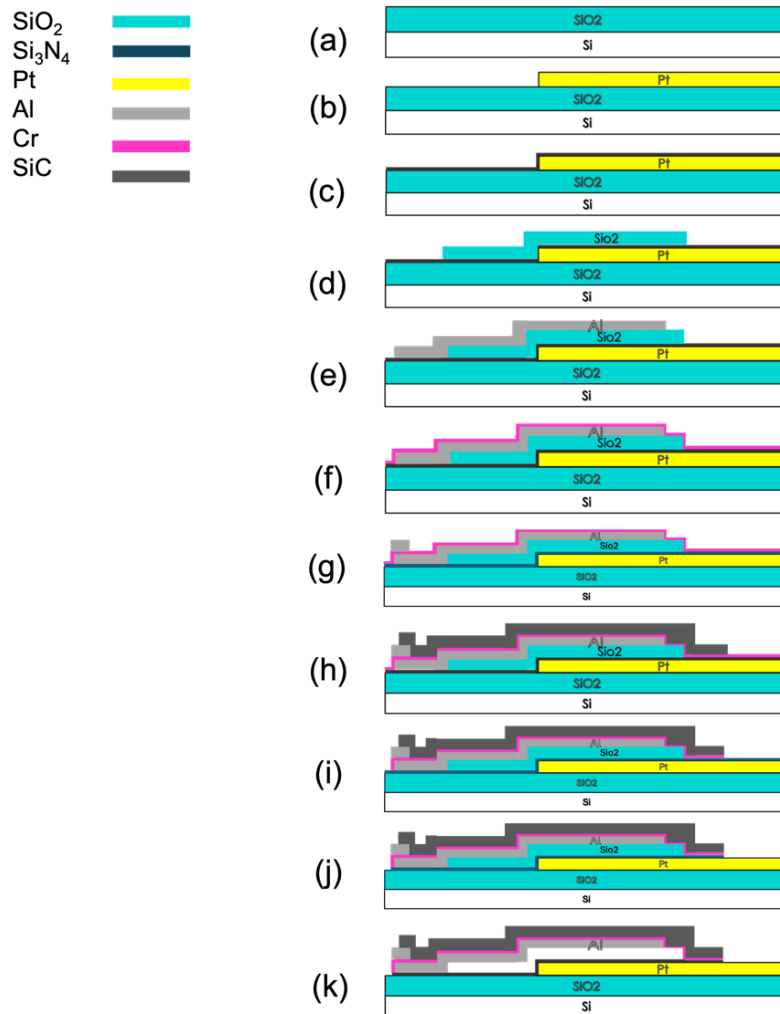 SiO₂
Si₃N₄
Pt
Al
Cr
SiC
(a)
SiO2
Si
(b)
Pt
SiO2
Si
(c)
Pt
SiO2
Si
(d)
Sio2
Pt
SiO2
Si
(e)
Al
Sio2
Pt
SiO2
Si
(f)
Al
Sio2
Pt
SiO2
Si
(g)
Al
Sio2
Pt
SiO2
Si
(h)
Al
Sio2
Pt
SiO2
Si
(i)
Al
Sio2
Pt
SiO2
Si
(j)
Al
Sio2
Pt
SiO2
Si
(k)
Al
Pt
SiO2
Si